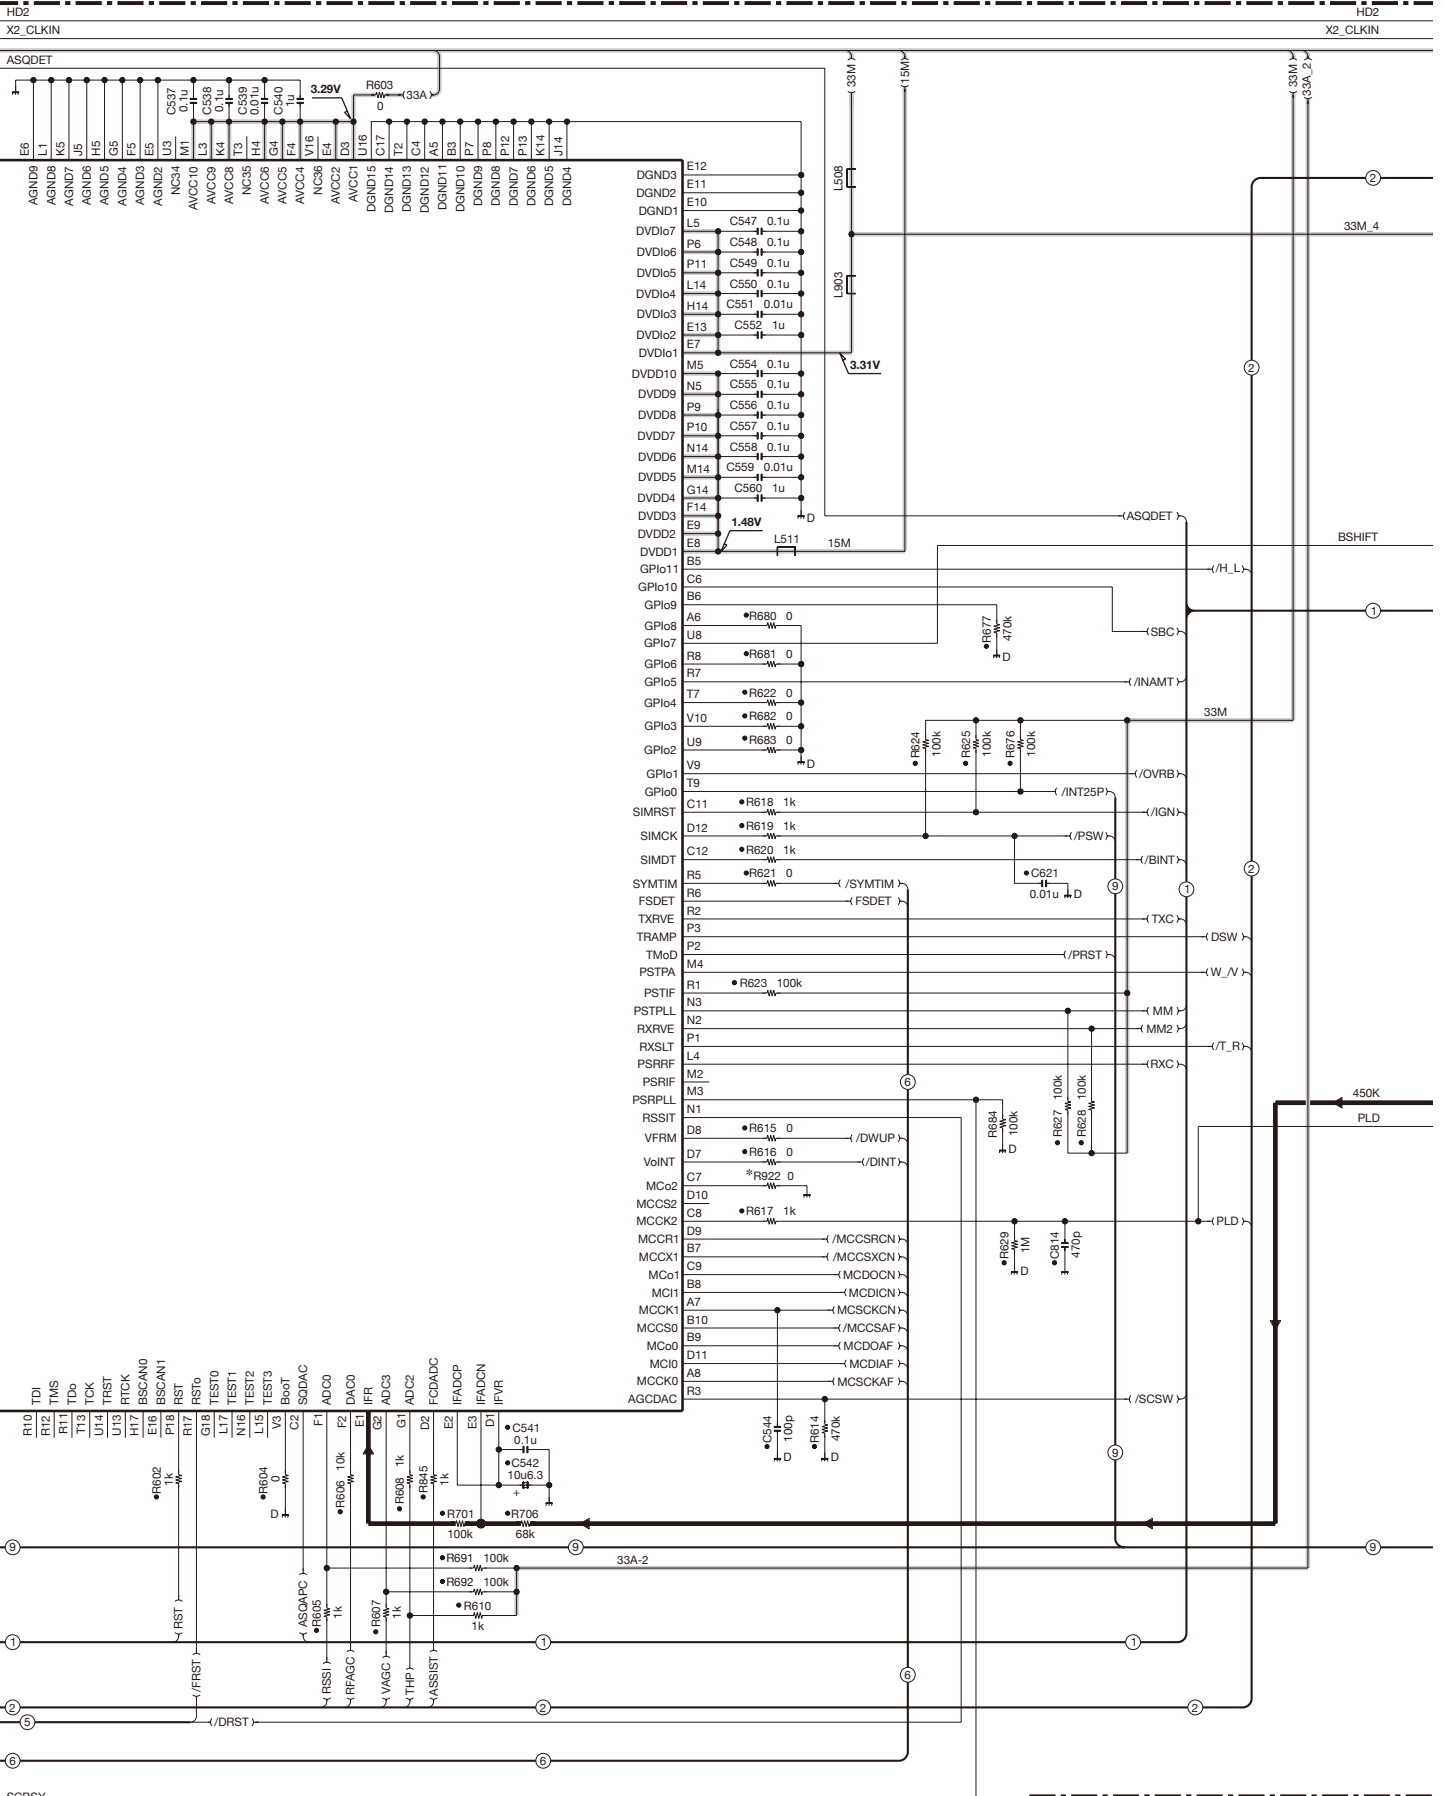 HD2
HD2
X2_CLKIN
X2_CLKIN
ASQDET
(33M)
(15M)
(33M)
(33A_2)
C537
0.1u
C538
0.1u
C539
0.01u
C540
1u
3.29V
R603
0
(33A)
E6
L1
K5
J5
H5
G5
F5
E5
U3
M1
L3
K4
T3
H4
G4
F4
V16
E4
D3
U16
C17
T2
C4
A5
B3
P7
P8
P12
P13
K14
J14
AGND9
AGND8
AGND7
AGND6
AGND5
AGND4
AGND3
AGND2
NC34
AVCC10
AVCC9
AVCC8
NC35
AVCC6
AVCC5
AVCC4
NC36
AVCC2
AVCC1
DGND15
DGND14
DGND13
DGND12
DGND11
DGND10
DGND9
DGND8
DGND7
DGND6
DGND5
DGND4
DGND3 E12
DGND2 E11
DGND1 E10
DVDIo7 L5 C547 0.1u
DVDIo6 P6 C548 0.1u
DVDIo5 P11 C549 0.1u
DVDIo4 L14 C550 0.1u
DVDIo3 H14 C551 0.01u
DVDIo2 E13 C552 1u
DVDIo1 E7
L508
L903
33M_4
3.31V
2
2
DVDD10 M5 C554 0.1u
DVDD9 N5 C555 0.1u
DVDD8 P9 C556 0.1u
DVDD7 P10 C557 0.1u
DVDD6 N14 C558 0.1u
DVDD5 M14 C559 0.01u
DVDD4 G14 C560 1u
DVDD3 F14 D (ASQDET)
DVDD2 E9 1.48V
DVDD1 E8 L511 15M
BSHIFT
GPIo11 B5 (/H_L)
GPIo10 C6
GPIo9 B6
1
GPIo8 A6 •R680 0
•R677
470k
D
(SBC)
GPIo7 U8
GPIo6 R8 •R681 0
GPIo5 R7 (/INAMT)
GPIo4 T7 •R622 0
GPIo3 V10 •R682 0
33M
GPIo2 U9 •R683 0
D
•R624
100k
•R625
100k
•R676
100k
GPIo1 V9 (/OVRB)
GPIo0 T9 (/INT25P)
SIMRST C11 •R618 1k (/IGN)
SIMCK D12 •R619 1k (/PSW)
SIMDT C12 •R620 1k (/BINT)
SYMTIM R5 •R621 0 (/SYMTIM)
•C621
0.01u D
9
1
2
FSDET R6 (FSDET)
TXRVE R2 (TXC)
TRAMP P3 (DSW)
TMoD P2 (/PRST)
PSTPA M4 (W_/V)
PSTIF R1 •R623 100k
PSTPLL N3 (MM)
RXRVE N2 (MM2)
RXSLT P1 (/T_R)
PSRRF L4 (RXC)
PSRIF M2
PSRPLL M3
RSSIT N1
6
R684
100k
D
•R627
100k
•R628
100k
450K
PLD
VFRM D8 •R615 0 (/DWUP)
VoINT D7 •R616 0 (/DINT)
MCo2 C7 *R922 0
MCCS2 D10
MCCK2 C8 •R617 1k (PLD)
•R629
1M
D
•C814
470p
MCCR1 D9 (/MCCSRCN)
MCCX1 B7 (/MCCSXCN)
MCo1 C9 (MCDOCN)
MCI1 B8 (MCDICN)
MCCK1 A7 (MCSCKCN)
MCCS0 B10 (/MCCSAF)
MCo0 B9 (MCDOAF)
MCI0 D11 (MCDIAF)
MCCK0 A8 (MCSCKAF)
AGCDAC R3 (/SCSW)
•C544
100p
D
•R614
470k
D
9
TDI
TMS
TDo
TCK
TRST
RTCK
BSCAN0
BSCAN1
RST
RSTo
TEST0
TEST1
TEST2
TEST3
BooT
SQDAC
ADC0
DAC0
IFR
ADC3
ADC2
FCDADC
IFADCP
IFADCN
IFVR
R10
R12
R11
T13
U14
U13
H17
E16
P18
R17
G18
L17
N16
L15
V3
C2
F1
F2
E1
G2
G1
D2
E2
E3
D1
•C541
0.1u
•C542
10u6.3
+
•R602
1k
•R604
0
D
•R606
10k
•R608
1k
•R845
1k
•R701
100k
•R706
68k
9
9
9
•R691 100k
33A-2
•R692 100k
•R610
1k
(RST)
(ASQAPC)
•R605
1k
•R607
1k
1
1
1
(/FRST)
(RSSI)
(RFAGC)
(VAGC)
(THP)
(ASSIST)
6
2
2
2
5
(/DRST)
6
6